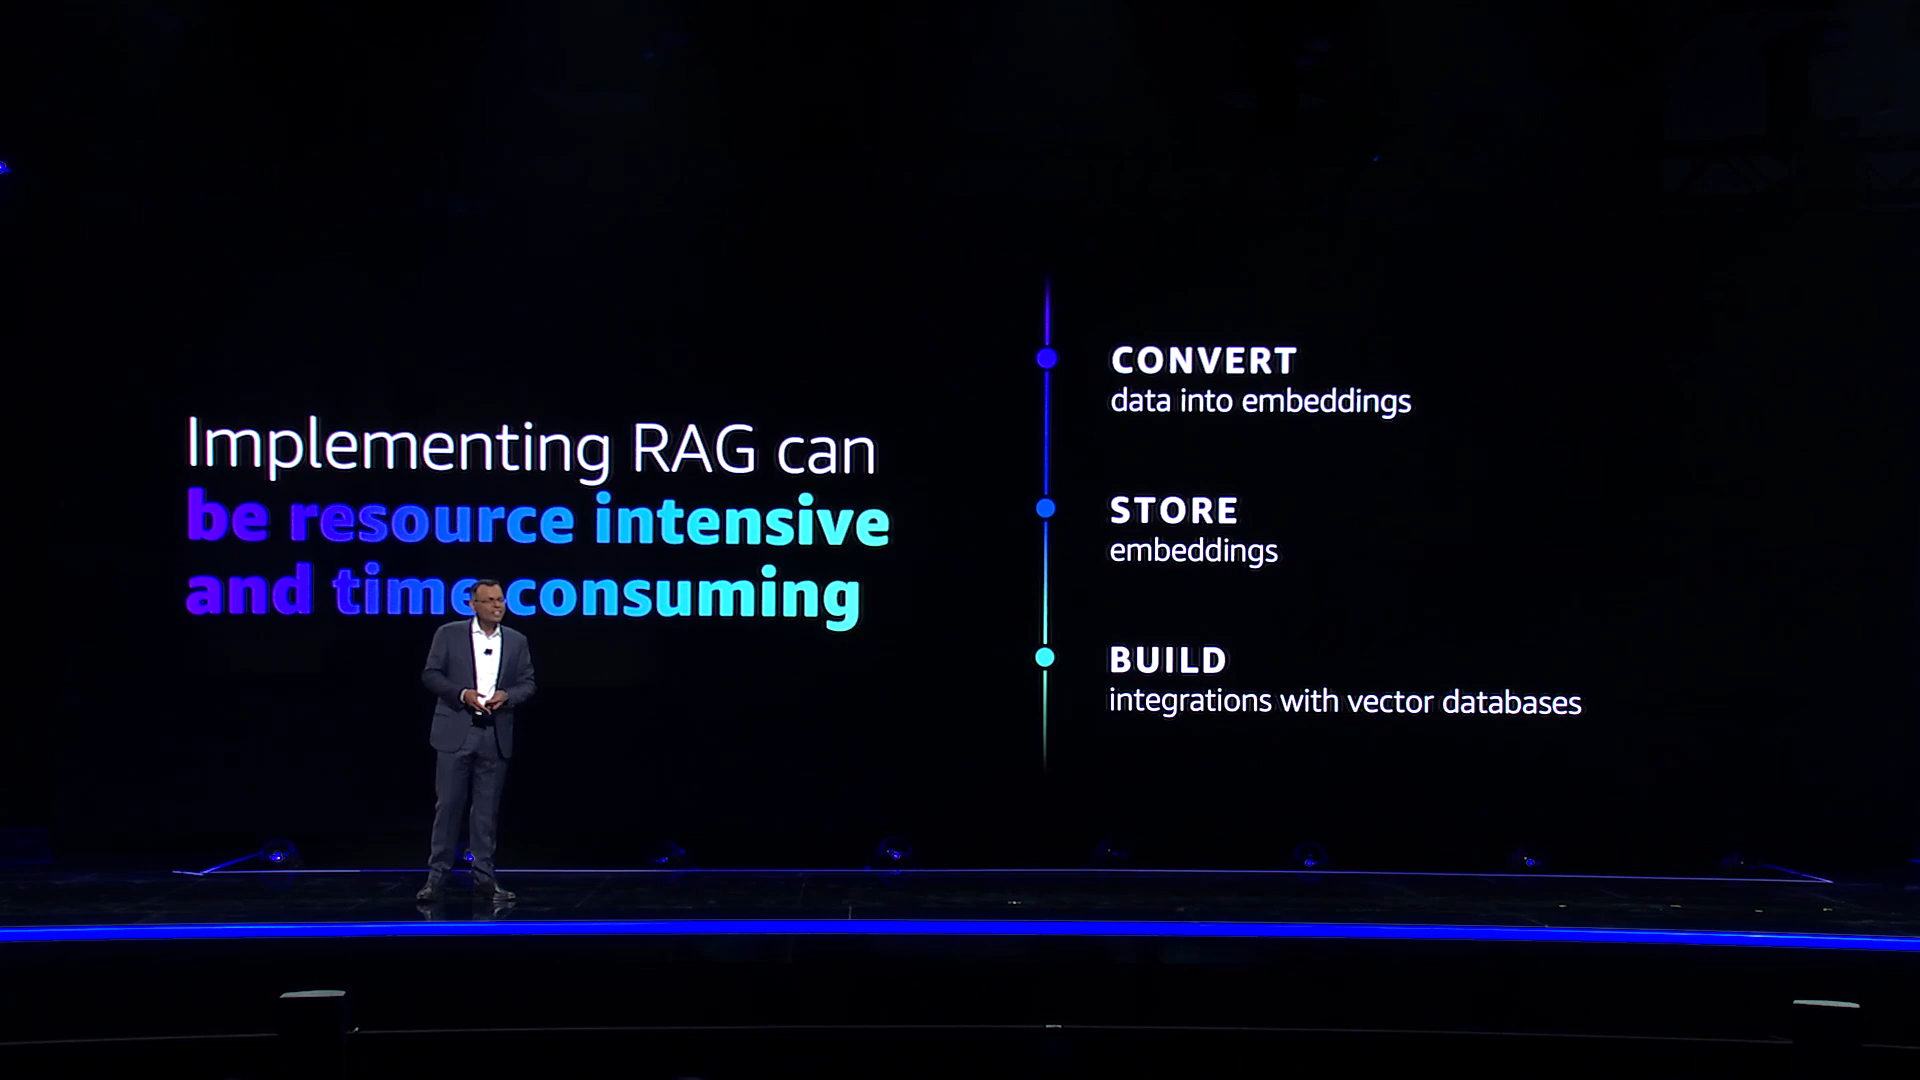 Implementing RAG can
be resource intensive
and time consuming
CONVERT
data into embeddings
STORE
embeddings
BUILD
integrations with vector databases